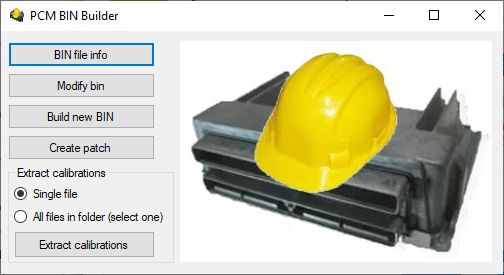 PCM BIN Builder
BIN file info
Modify bin
Build new BIN
Create patch
Extract calibrations
Single file
All files in folder (select one)
Extract calibrations